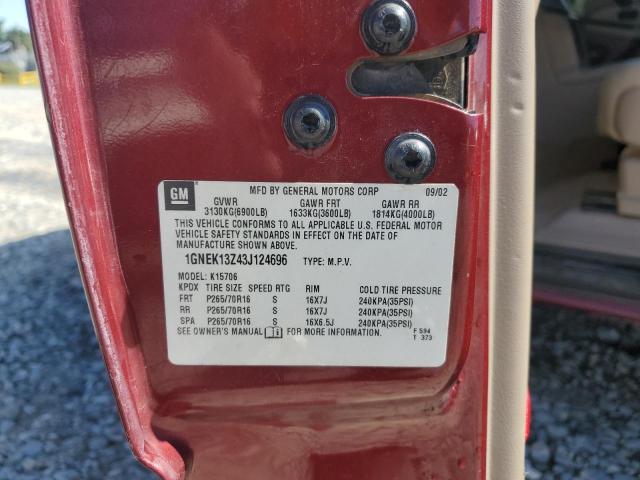 GM MFD BY GENERAL MOTORS CORP 09/02
GVWR GAWR FRT GAWR RR
3130KG(6900LB) 1633KG(3600LB) 1814KG(4000LB)
THIS VEHICLE CONFORMS TO ALL APPLICABLE U.S. FEDERAL MOTOR
VEHICLE SAFETY STANDARDS IN EFFECT ON THE DATE OF
MANUFACTURE SHOWN ABOVE.
1GNEK13Z43J124696 TYPE: M.P.V.
MODEL: K15706
KPDX TIRE SIZE SPEED RTG RIM COLD TIRE PRESSURE
FRT P265/70R16 S 16X7J 240KPA(35PSI)
RR P265/70R16 S 16X7J 240KPA(35PSI)
SPA P265/70R16 S 16X6.5J 240KPA(35PSI)
SEE OWNER'S MANUAL FOR MORE INFORMATION. F 594
T 373